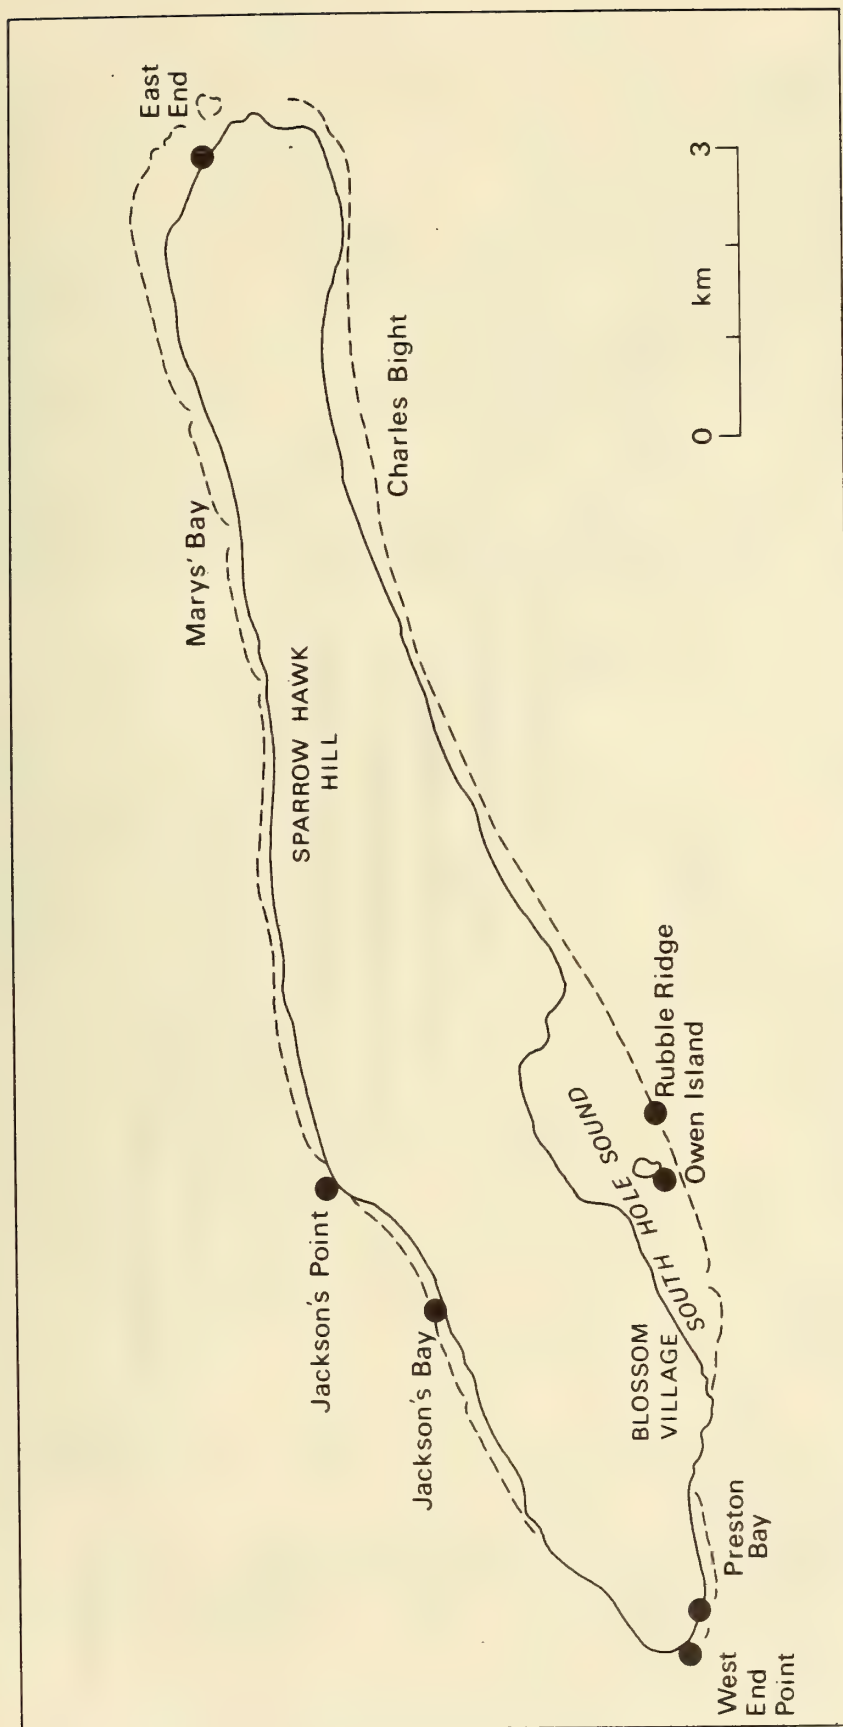 East
End
Marys' Bay
SPARROW HAWK
HILL
Charles Bight
0 km 3
Jackson's Point
Jackson's Bay
SOUTH HOLE SOUND
Rubble Ridge
Owen Island
BLOSSOM
VILLAGE
Preston
Bay
West
End
Point